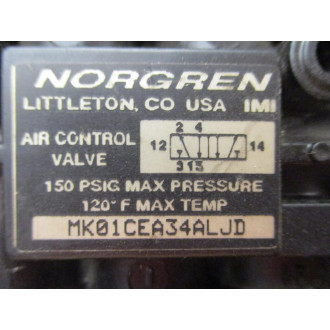 NORGREN
LITTLETON, CO USA IMI
AIR CONTROL
VALVE
2 4
12 14
3 1 5
150 PSIG MAX PRESSURE
120°F MAX TEMP
MK01CEA34ALJD